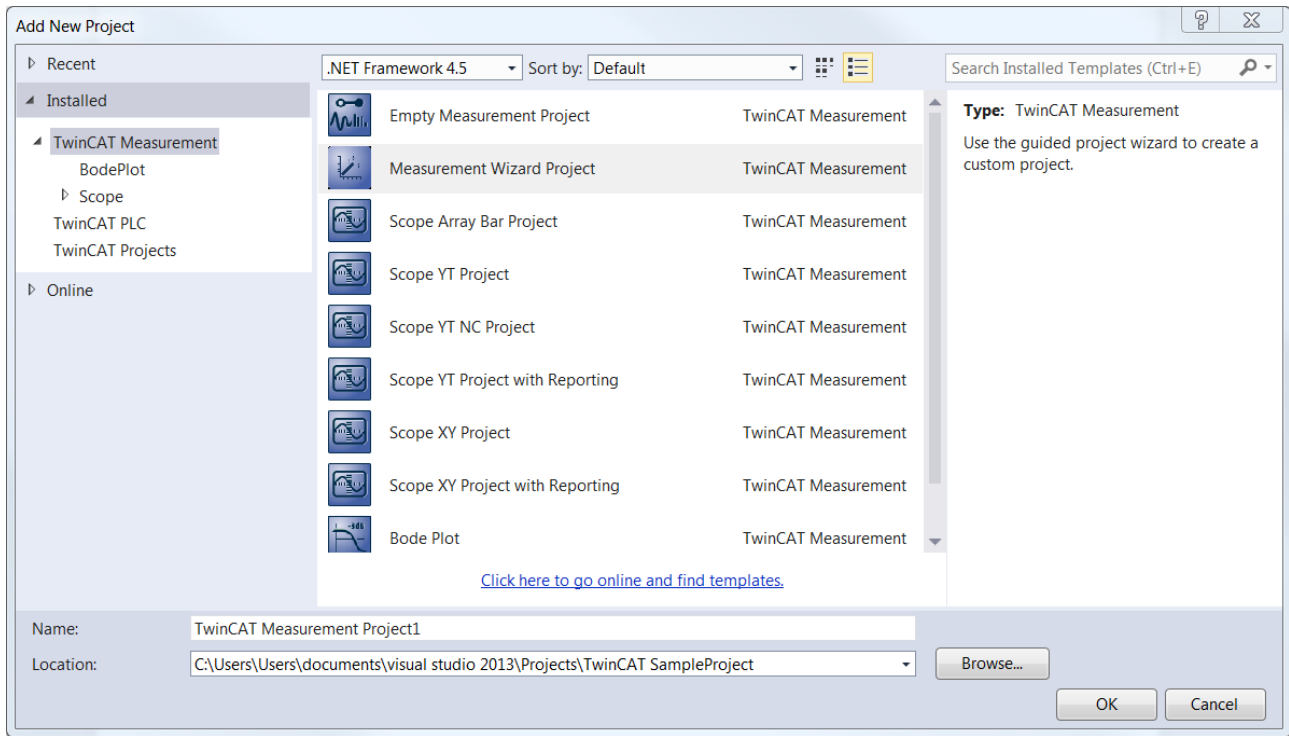 Add New Project
Recent
.NET Framework 4.5 Sort by: Default
Search Installed Templates (Ctrl+E)
Installed
TwinCAT Measurement
BodePlot
Scope
TwinCAT PLC
TwinCAT Projects
Online
Empty Measurement Project TwinCAT Measurement
Measurement Wizard Project TwinCAT Measurement
Scope Array Bar Project TwinCAT Measurement
Scope YT Project TwinCAT Measurement
Scope YT NC Project TwinCAT Measurement
Scope YT Project with Reporting TwinCAT Measurement
Scope XY Project TwinCAT Measurement
Scope XY Project with Reporting TwinCAT Measurement
Bode Plot TwinCAT Measurement
Click here to go online and find templates.
Type: TwinCAT Measurement
Use the guided project wizard to create a
custom project.
Name: TwinCAT Measurement Project1
Location: C:\Users\Users\documents\visual studio 2013\Projects\TwinCAT SampleProject
Browse...
OK Cancel